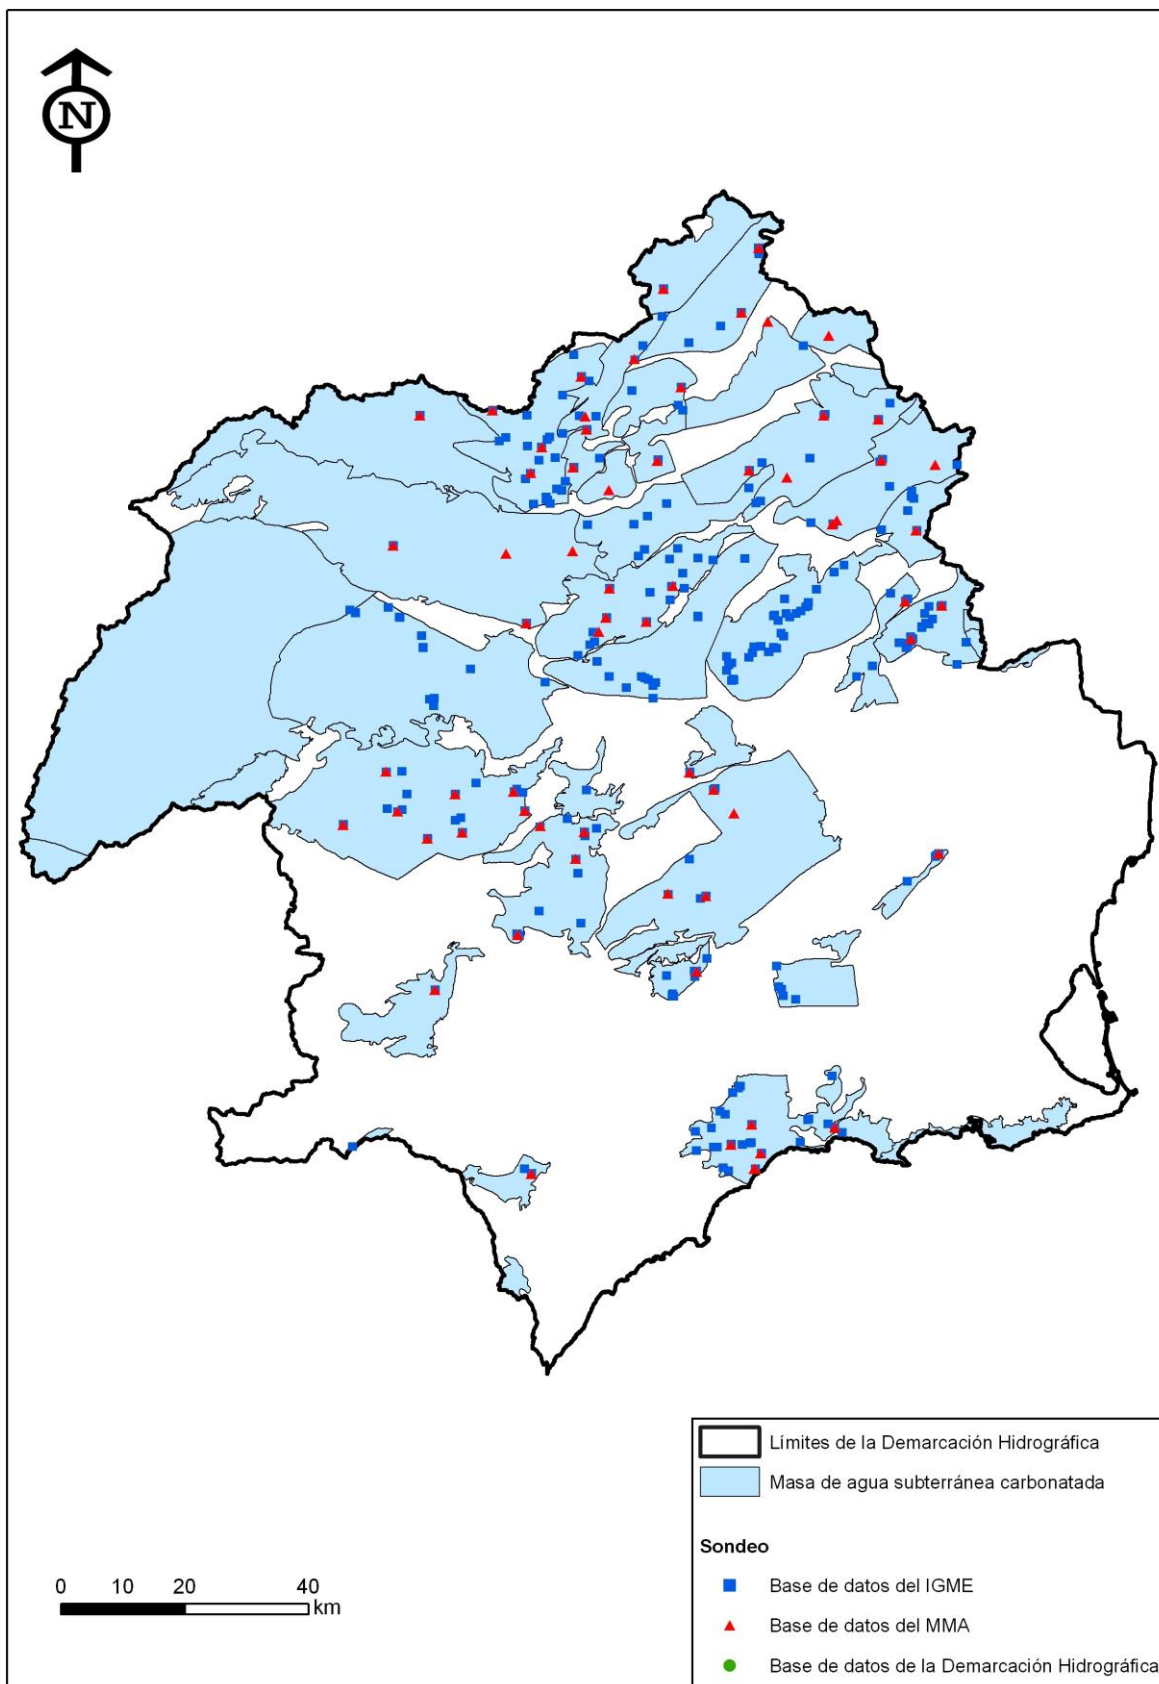 N
Límites de la Demarcación Hidrográfica
Masa de agua subterránea carbonatada
Sondeo
Base de datos del IGME
Base de datos del MMA
Base de datos de la Demarcación Hidrográfica
0 10 20 40
km